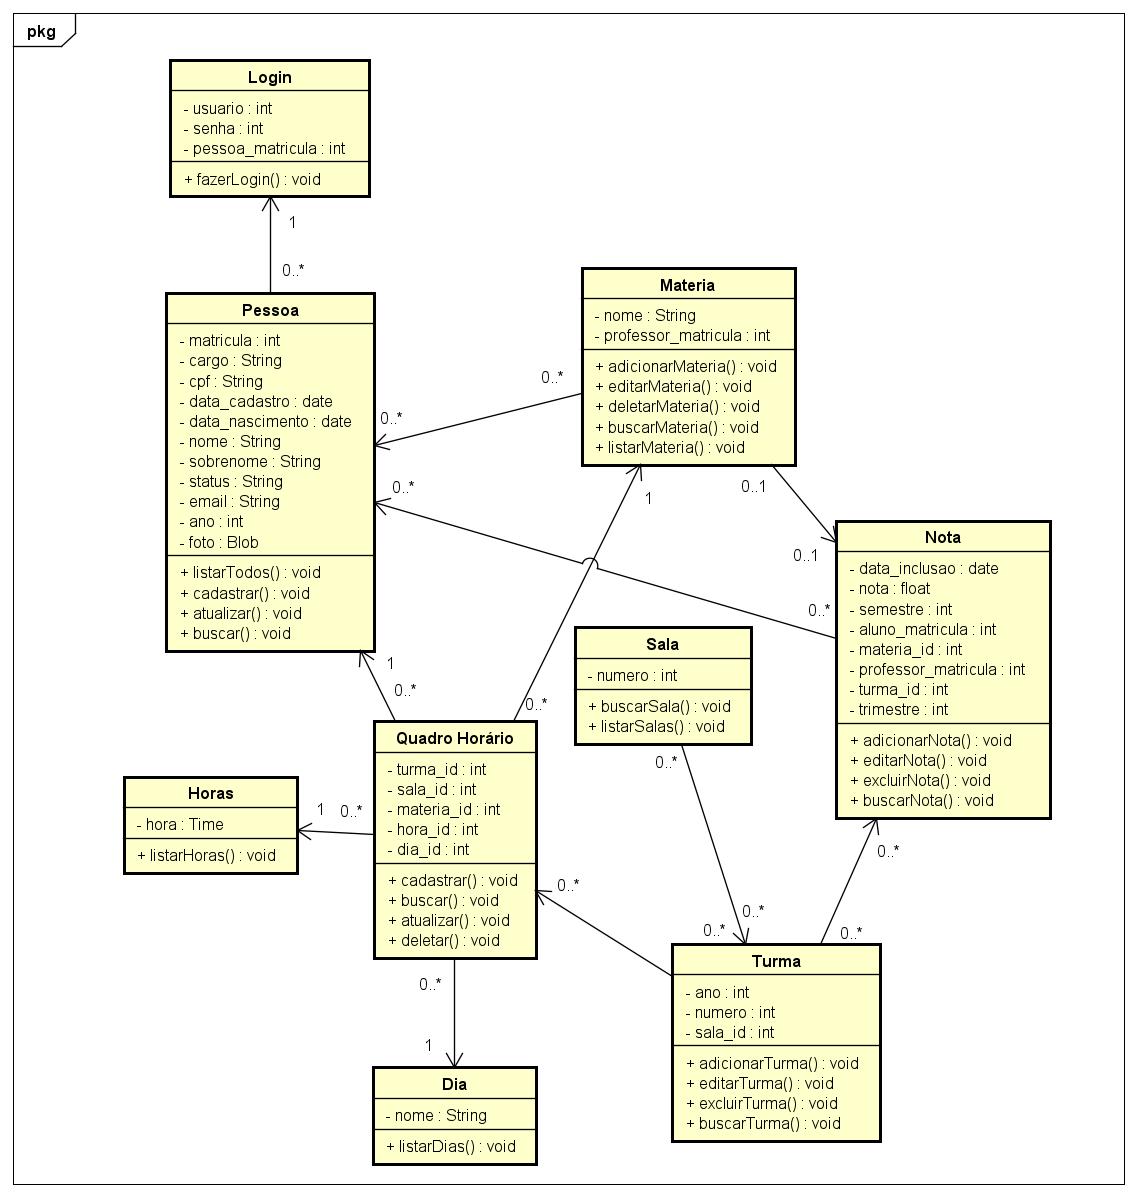 pkg
Login
- usuario : int
- senha : int
- pessoa_matricula : int
+ fazerLogin() : void
1
0..*
Pessoa
- matricula : int
- cargo : String
- cpf : String
- data_cadastro : date
- data_nascimento : date
- nome : String
- sobrenome : String
- status : String
- email : String
- ano : int
- foto : Blob
+ listarTodos() : void
+ cadastrar() : void
+ atualizar() : void
+ buscar() : void
Materia
- nome : String
- professor_matricula : int
+ adicionarMateria() : void
+ editarMateria() : void
+ deletarMateria() : void
+ buscarMateria() : void
+ listarMateria() : void
0..*
0..*
0..*
1
0..1
0..1
Nota
- data_inclusao : date
- nota : float
- semestre : int
- aluno_matricula : int
- materia_id : int
- professor_matricula : int
- turma_id : int
- trimestre : int
+ adicionarNota() : void
+ editarNota() : void
+ excluirNota() : void
+ buscarNota() : void
0..*
Sala
- numero : int
+ buscarSala() : void
+ listarSalas() : void
1
0..*
0..*
Quadro Horário
- turma_id : int
- sala_id : int
- materia_id : int
- hora_id : int
- dia_id : int
+ cadastrar() : void
+ buscar() : void
+ atualizar() : void
+ deletar() : void
0..*
Horas
- hora : Time
+ listarHoras() : void
1
0..*
0..*
0..*
0..*
0..*
0..*
Turma
- ano : int
- numero : int
- sala_id : int
+ adicionarTurma() : void
+ editarTurma() : void
+ excluirTurma() : void
+ buscarTurma() : void
0..*
1
Dia
- nome : String
+ listarDias() : void